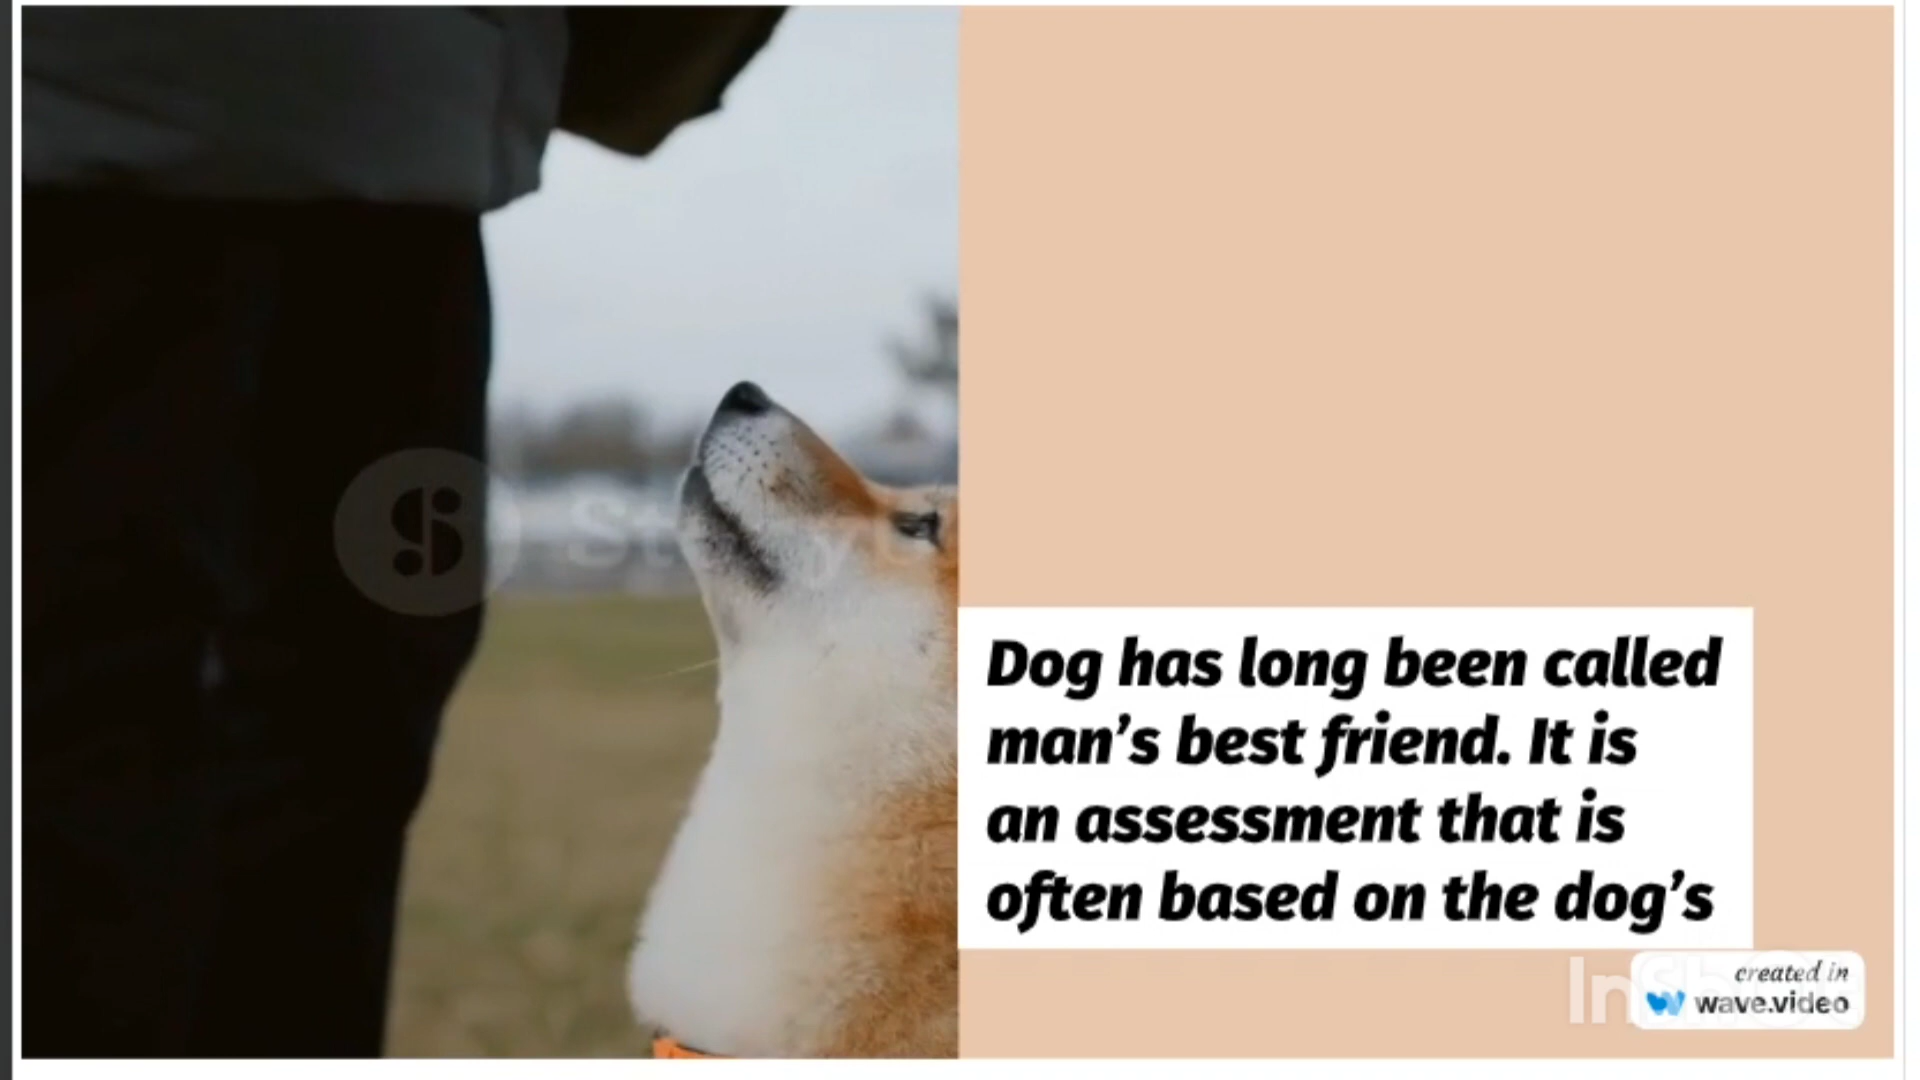 Dog has long been called
man’s best friend. It is
an assessment that is
often based on the dog’s
created in
wave.video